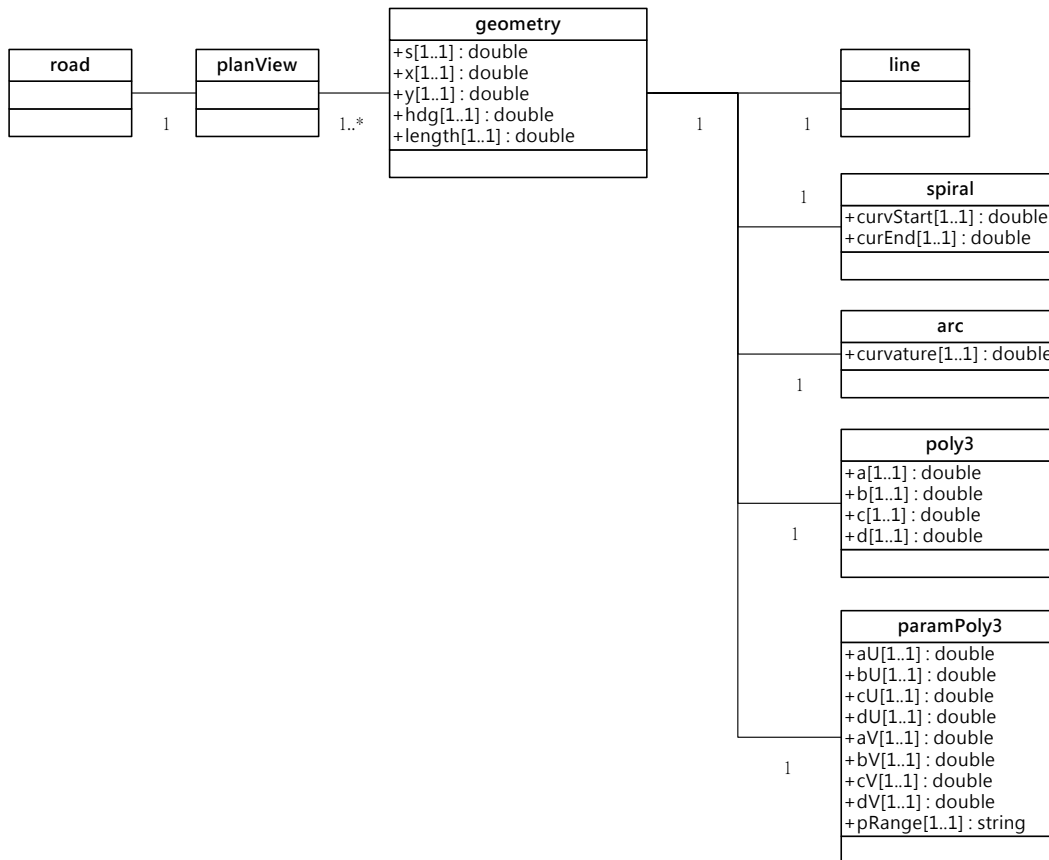 geometry
+s[1..1] : double
+x[1..1] : double
+y[1..1] : double
+hdg[1..1] : double
+length[1..1] : double
road
planView
line
1
1..*
1
1
spiral
+curvStart[1..1] : double
+curEnd[1..1] : double
1
arc
+curvature[1..1] : double
1
poly3
+a[1..1] : double
+b[1..1] : double
+c[1..1] : double
+d[1..1] : double
1
paramPoly3
+aU[1..1] : double
+bU[1..1] : double
+cU[1..1] : double
+dU[1..1] : double
+aV[1..1] : double
+bV[1..1] : double
+cV[1..1] : double
+dV[1..1] : double
+pRange[1..1] : string
1